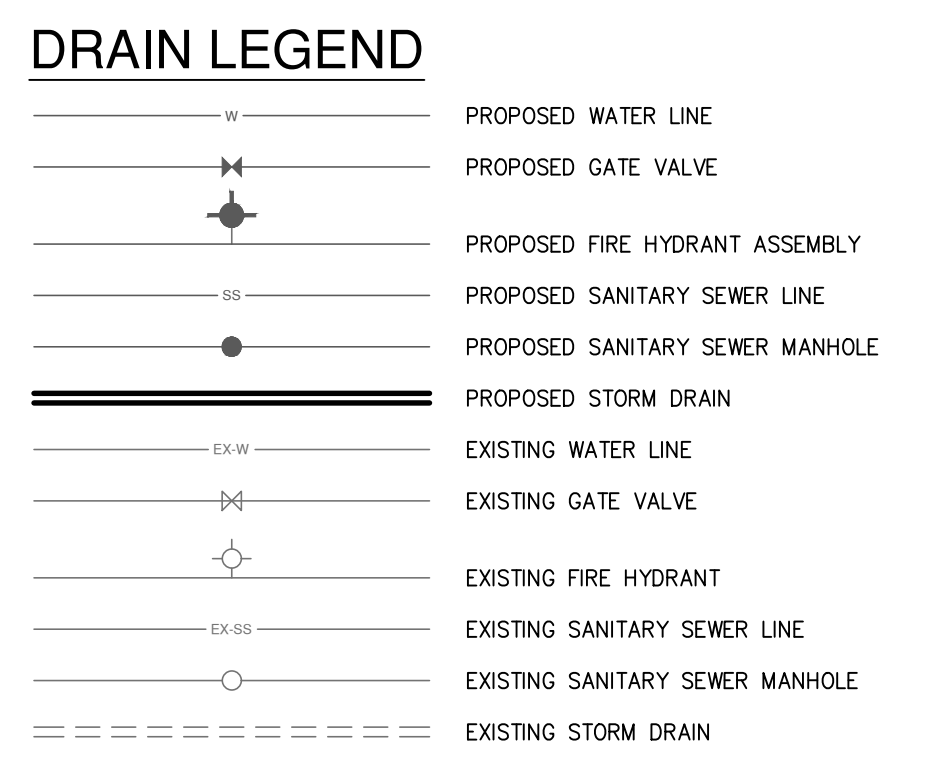 DRAIN LEGEND
W PROPOSED WATER LINE
PROPOSED GATE VALVE
PROPOSED FIRE HYDRANT ASSEMBLY
SS PROPOSED SANITARY SEWER LINE
PROPOSED SANITARY SEWER MANHOLE
PROPOSED STORM DRAIN
EX-W EXISTING WATER LINE
EXISTING GATE VALVE
EXISTING FIRE HYDRANT
EX-SS EXISTING SANITARY SEWER LINE
EXISTING SANITARY SEWER MANHOLE
EXISTING STORM DRAIN